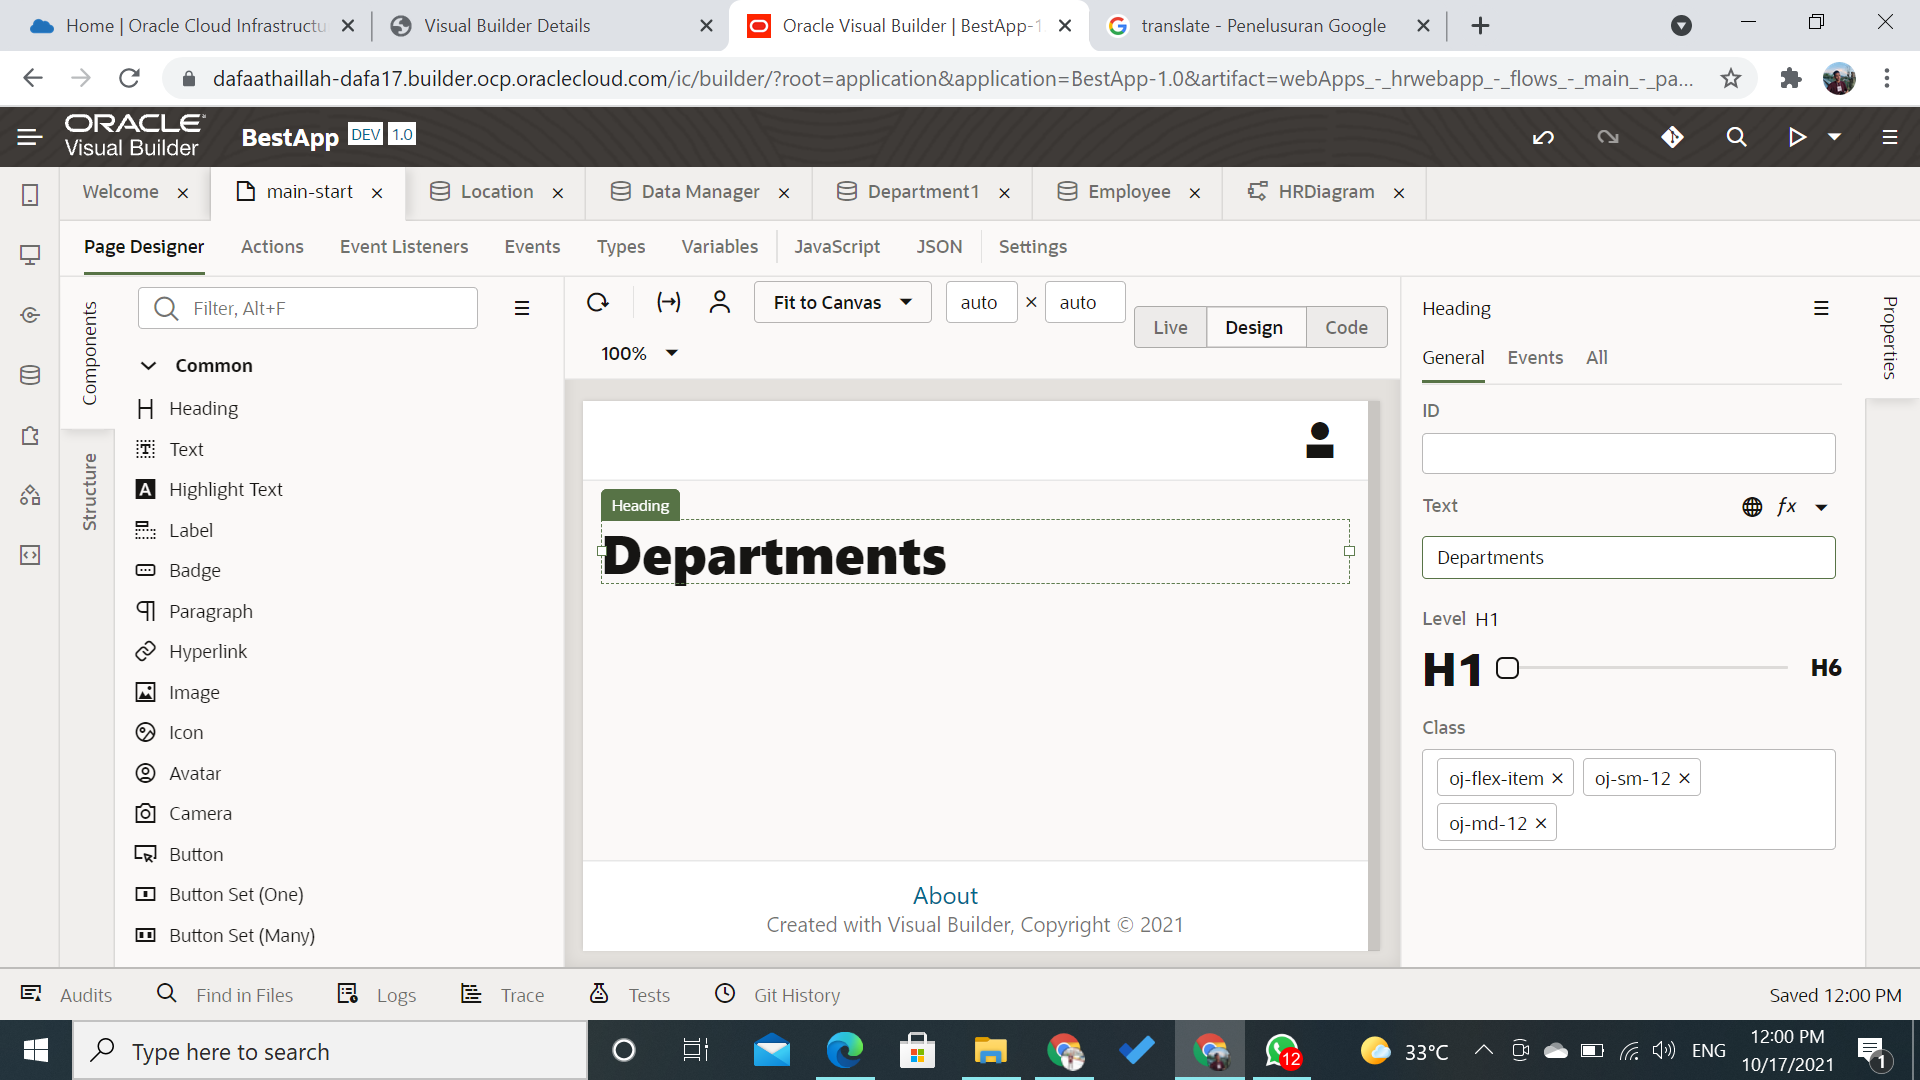 Home | Oracle Cloud Infrastructu
Visual Builder Details
Oracle Visual Builder | BestApp-1
translate - Penelusuran Google
dafaathaillah-dafa17.builder.ocp.oraclecloud.com/ic/builder/?root=application&application=BestApp-1.0&artifact=webApps_-_hrwebapp_-_flows_-_main_-_pa...
ORACLE
Visual Builder
BestApp DEV 1.0
Welcome
main-start
Location
Data Manager
Department1
Employee
HRDiagram
Page Designer
Actions
Event Listeners
Events
Types
Variables
JavaScript
JSON
Settings
Components
Structure
Filter, Alt+F
Common
Heading
Text
Highlight Text
Label
Badge
Paragraph
Hyperlink
Image
Icon
Avatar
Camera
Button
Button Set (One)
Button Set (Many)
Fit to Canvas
auto × auto
Live
Design
Code
100%
Heading
Departments
About
Created with Visual Builder, Copyright © 2021
Properties
Heading
General
Events
All
ID
Text
fx
Departments
Level H1
H1
H6
Class
oj-flex-item
oj-sm-12
oj-md-12
Audits
Find in Files
Logs
Trace
Tests
Git History
Saved 12:00 PM
Type here to search
12
33°C
ENG
12:00 PM
10/17/2021
1